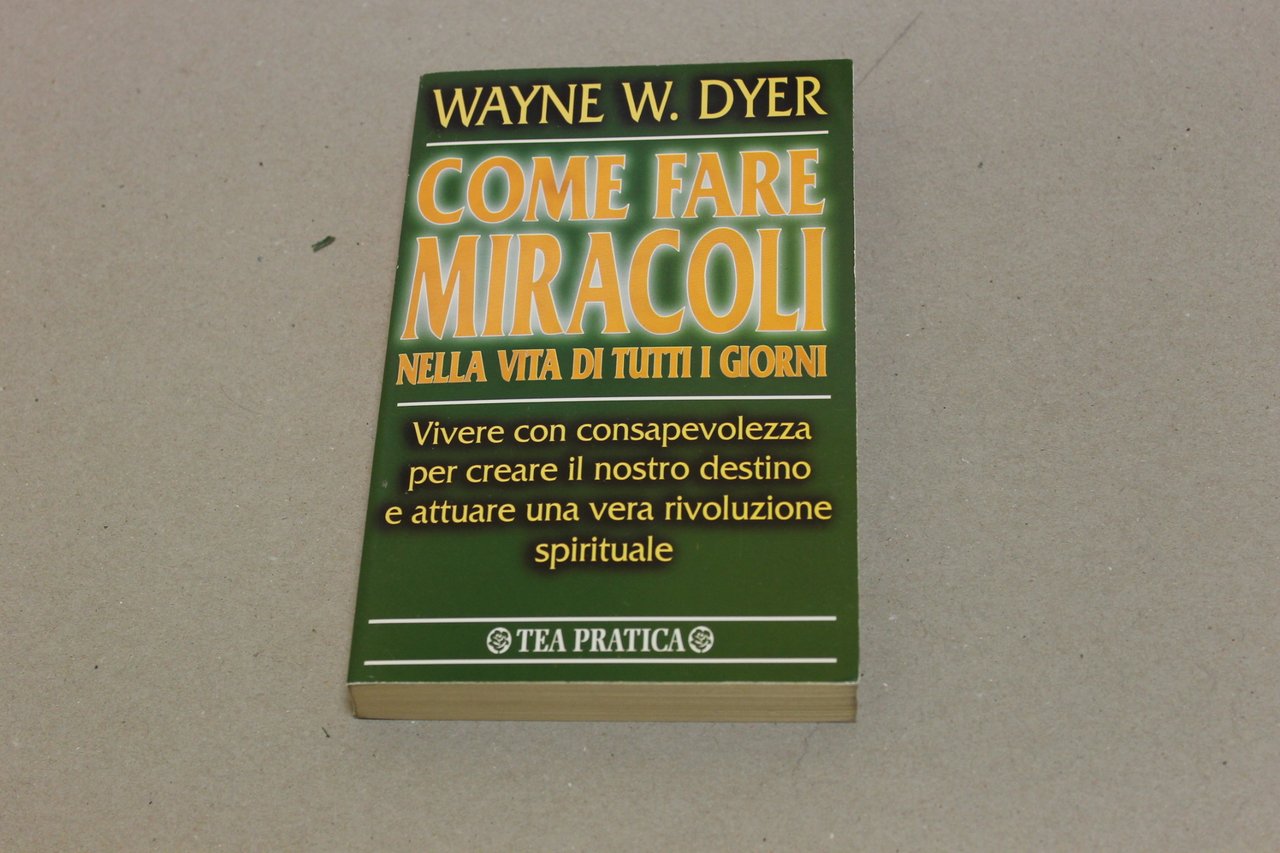 WAYNE W. DYER
COME FARE
MIRACOLI
NELLA VITA DI TUTTI I GIORNI
Vivere con consapevolezza
per creare il nostro destino
e attuare una vera rivoluzione
spirituale
TEA PRATICA